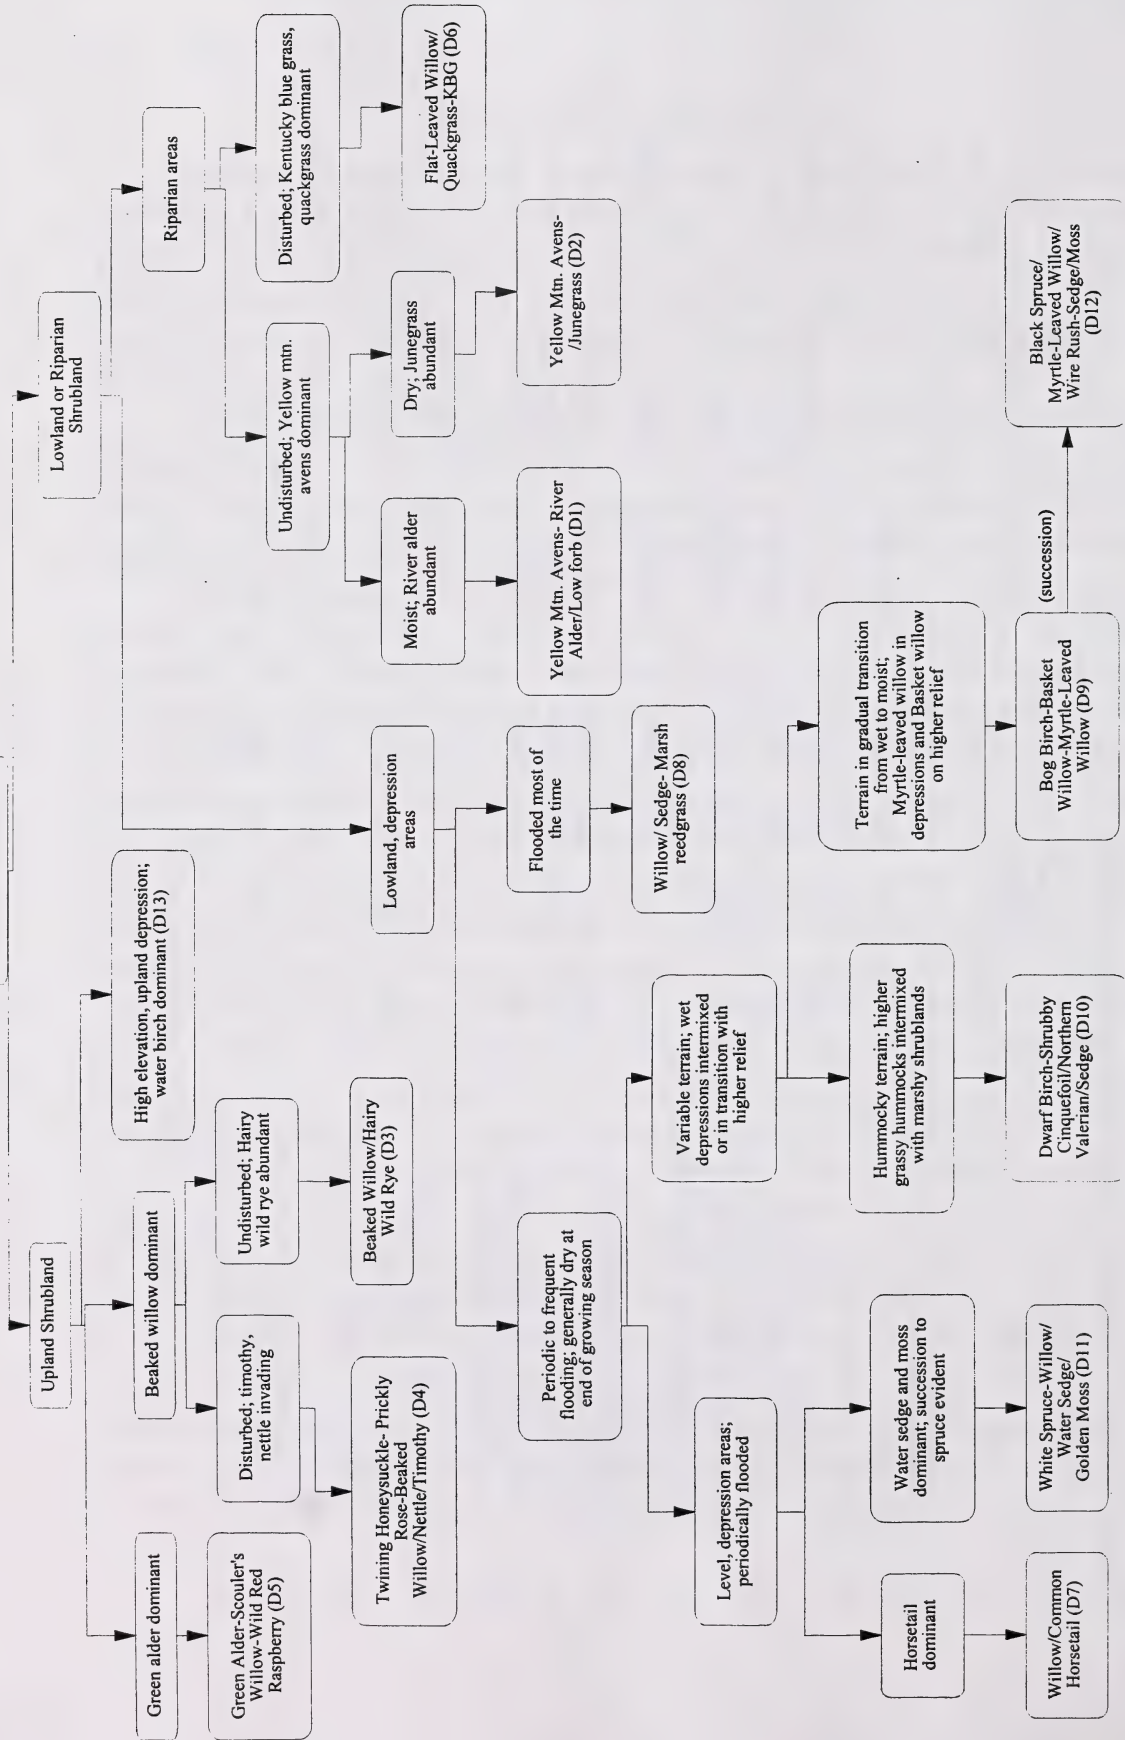 Upland Shrubland
Lowland or Riparian
Shrubland
Green alder dominant
Beaked willow dominant
High elevation, upland depression;
water birch dominant (D13)
Riparian areas
Green Alder-Scouler's
Willow-Wild Red
Raspberry (D5)
Disturbed; timothy,
nettle invading
Undisturbed; Hairy
wild rye abundant
Undisturbed; Yellow mtn.
avens dominant
Disturbed; Kentucky blue grass,
quackgrass dominant
Twining Honeysuckle- Prickly
Rose-Beaked
Willow/Nettle/Timothy (D4)
Beaked Willow/Hairy
Wild Rye (D3)
Lowland, depression
areas
Moist; River alder
abundant
Dry; Junegrass
abundant
Flat-Leaved Willow/
Quackgrass-KBG (D6)
Periodic to frequent
flooding; generally dry at
end of growing season
Flooded most of
the time
Yellow Mtn. Avens- River
Alder/Low forb (D1)
Yellow Mtn. Avens-
/Junegrass (D2)
Willow/ Sedge- Marsh
reedgrass (D8)
Level, depression areas;
periodically flooded
Variable terrain; wet
depressions intermixed
or in transition with
higher relief
Horsetail
dominant
Water sedge and moss
dominant; succession to
spruce evident
Hummocky terrain; higher
grassy hummocks intermixed
with marshy shrublands
Terrain in gradual transition
from wet to moist;
Myrtle-leaved willow in
depressions and Basket willow
on higher relief
Willow/Common
Horsetail (D7)
White Spruce-Willow/
Water Sedge/
Golden Moss (D11)
Dwarf Birch-Shrubby
Cinquefoil/Northern
Valerian/Sedge (D10)
Bog Birch-Basket
Willow-Myrtle-Leaved
Willow (D9)
(succession)
Black Spruce/
Myrtle-Leaved Willow/
Wire Rush-Sedge/Moss
(D12)